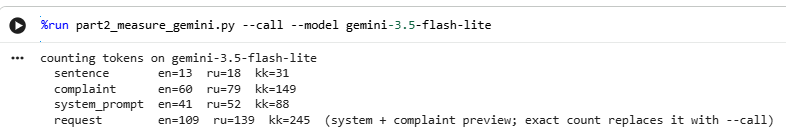 %run part2_measure_gemini.py --call --model gemini-3.5-flash-lite
counting tokens on gemini-3.5-flash-lite
sentence en=13 ru=18 kk=31
complaint en=60 ru=79 kk=149
system_prompt en=41 ru=52 kk=88
request en=109 ru=139 kk=245 (system + complaint preview; exact count replaces it with --call)